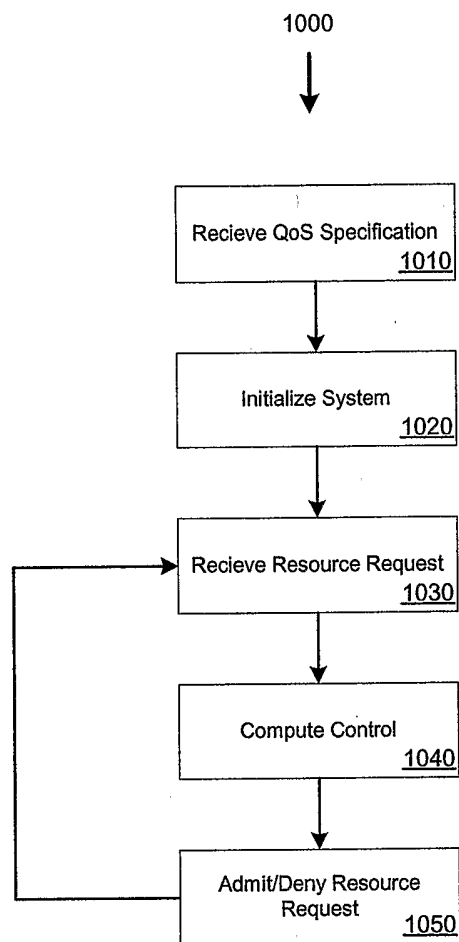 1000
Recieve QoS Specification
1010
Initialize System
1020
Recieve Resource Request
1030
Compute Control
1040
Admit/Deny Resource
Request
1050